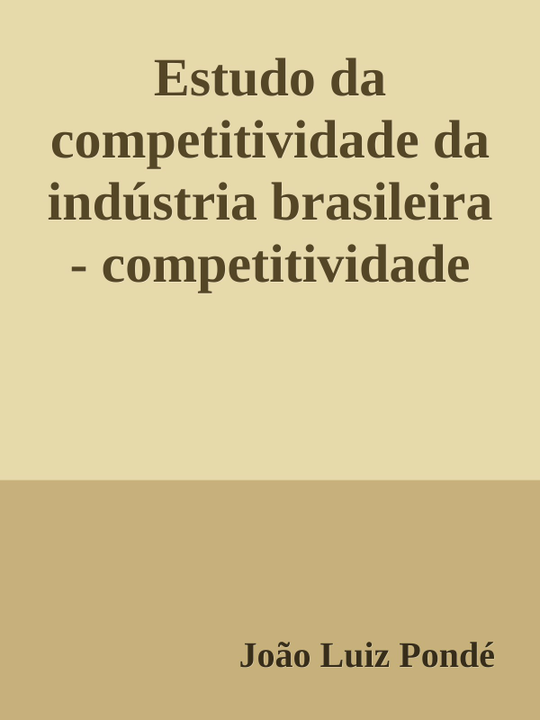 Estudo da
competitividade da
indústria brasileira
- competitividade
João Luiz Pondé